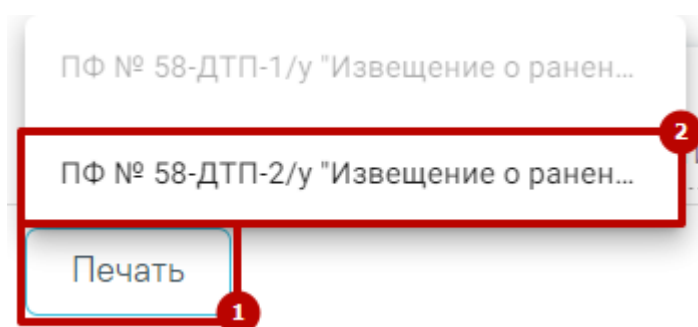 ПФ № 58-ДТП-1/у "Извещение о ранен...
2
ПФ № 58-ДТП-2/у "Извещение о ранен...
Печать
1